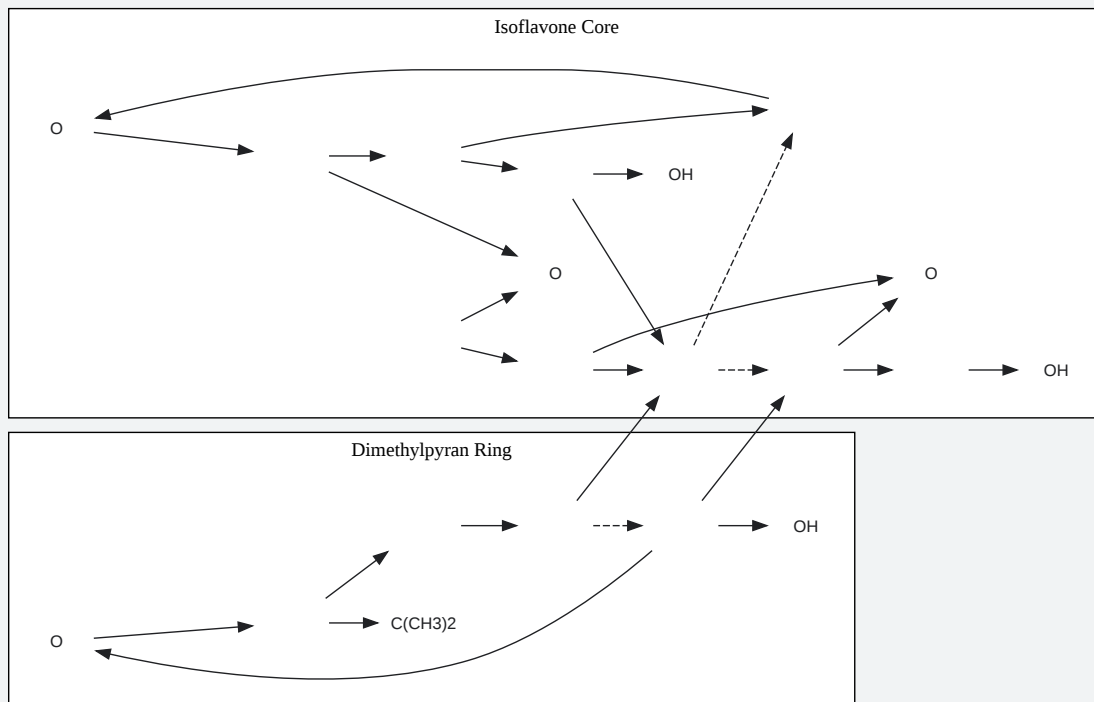 Isoflavone Core
O
OH
O
O
OH
Dimethylpyran Ring
OH
C(CH3)2
O